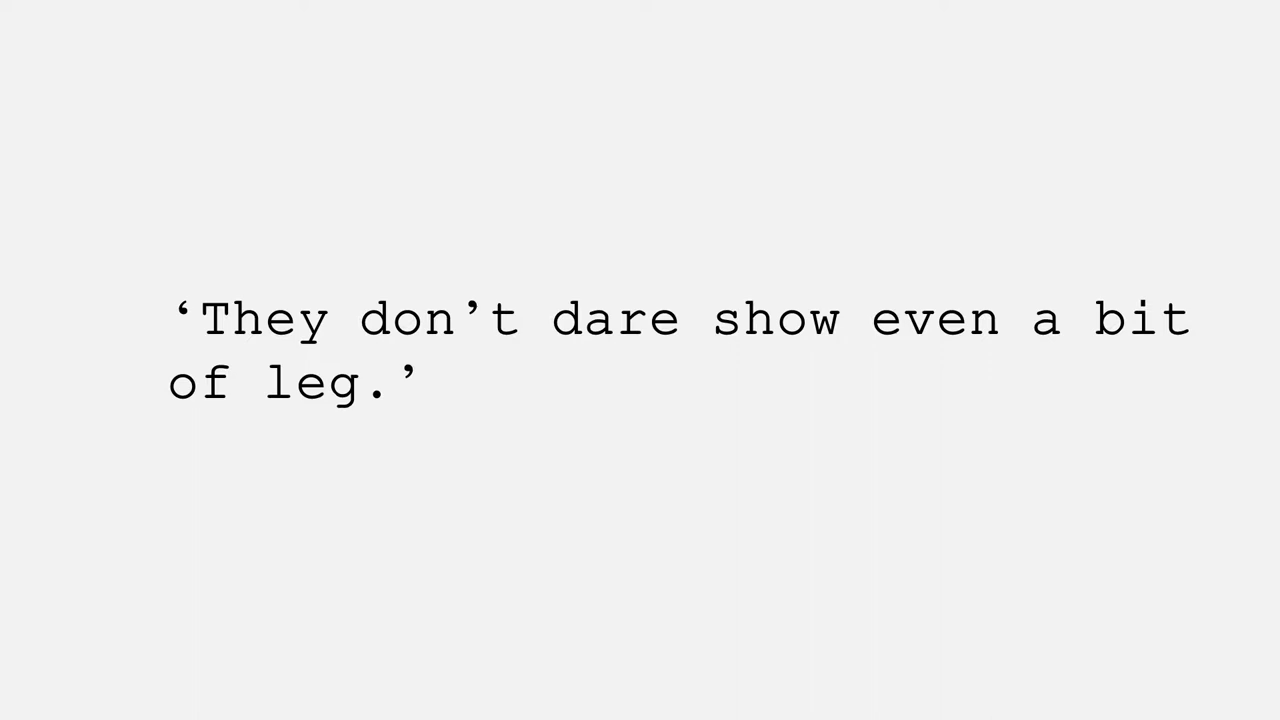 ‘They don’t dare show even a bit
of leg.’